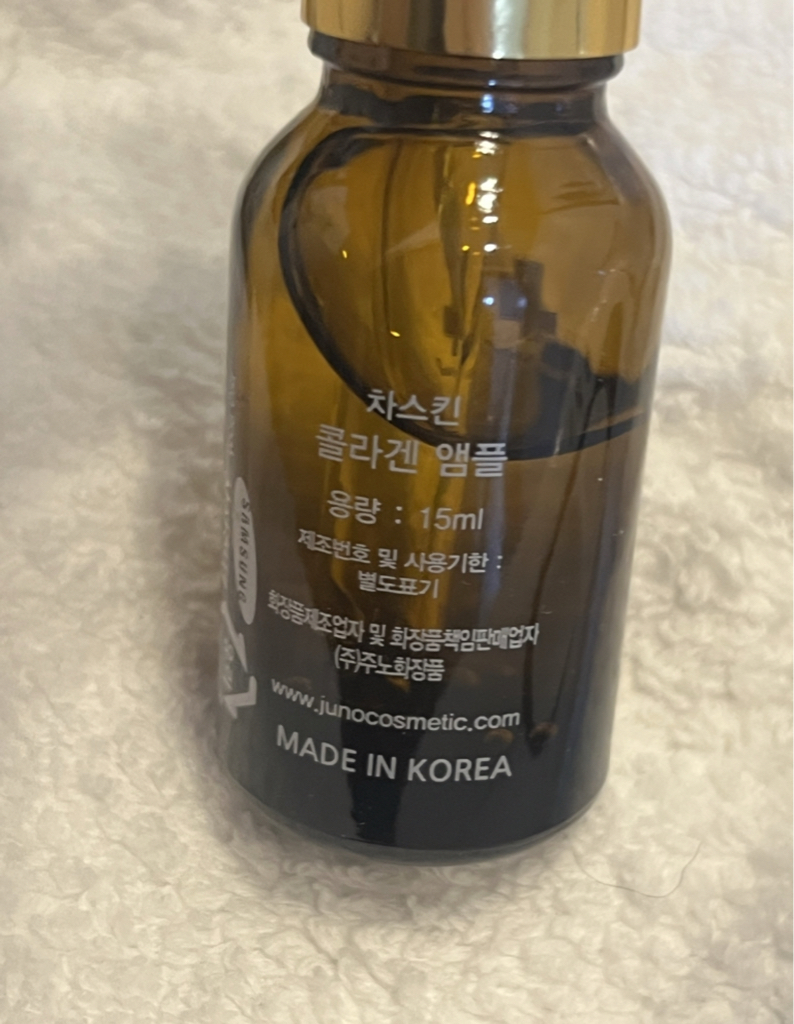 차스킨
콜라겐 앰플
용량 : 15ml
제조번호 및 사용기한 :
별도표기
화장품제조업자 및 화장품책임판매업자
(주)주노화장품
www.junocosmetic.com
MADE IN KOREA
SAMSUNG